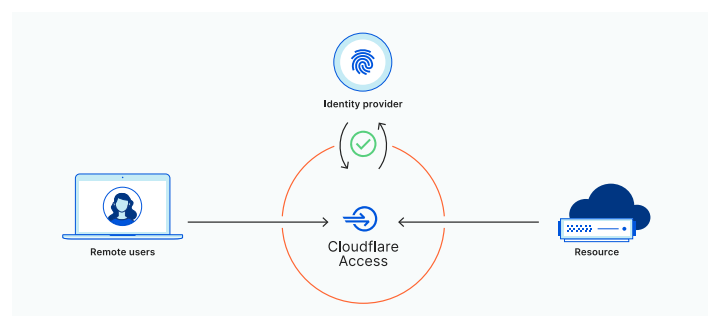 Identity provider
Remote users
Cloudflare
Access
Resource